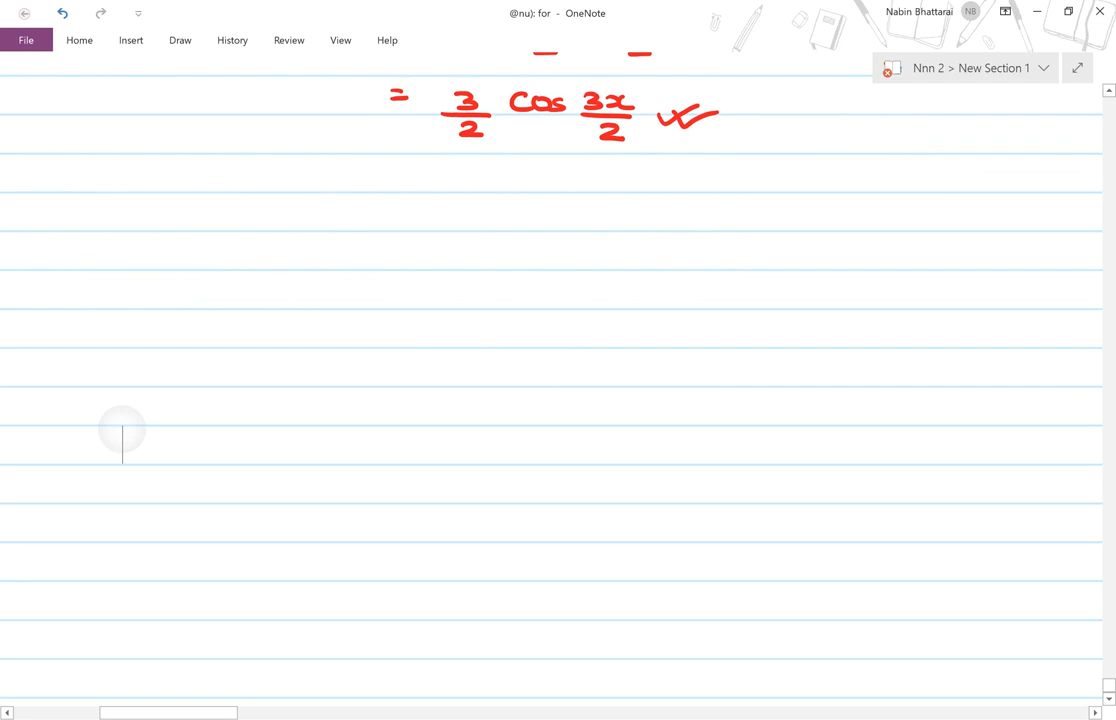 @nu): for - OneNote
Nabin Bhattarai NB
File Home Insert Draw History Review View Help
Nnn 2 > New Section 1
= 3/2 cos 3x/2